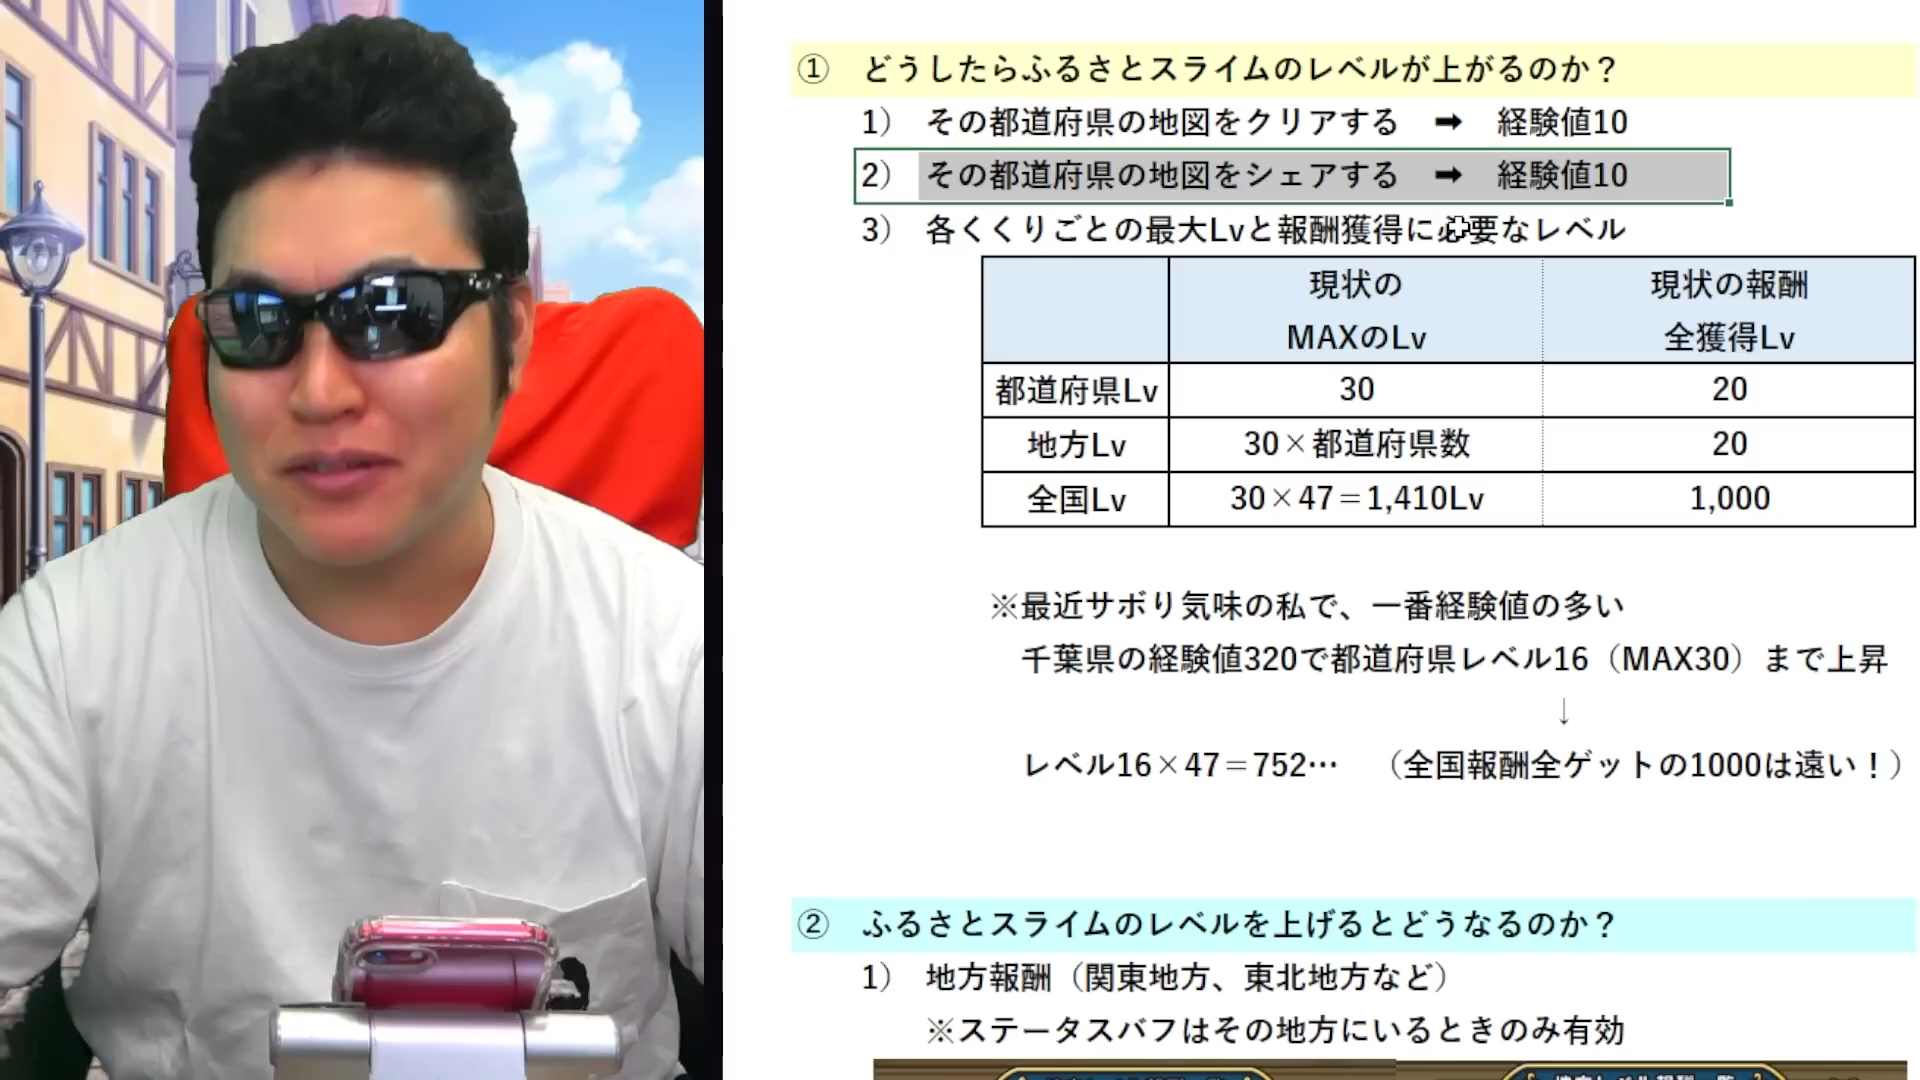 ① どうしたらふるさとスライムのレベルが上がるのか？
1） その都道府県の地図をクリアする ➡ 経験値10
2） その都道府県の地図をシェアする ➡ 経験値10
3） 各くくりごとの最大Lvと報酬獲得に必要なレベル
現状の MAXのLv 現状の報酬 全獲得Lv
都道府県Lv 30 20
地方Lv 30×都道府県数 20
全国Lv 30×47＝1,410Lv 1,000
※最近サボり気味の私で、一番経験値の多い
千葉県の経験値320で都道府県レベル16（MAX30）まで上昇
↓
レベル16×47＝752… （全国報酬全ゲットの1000は遠い！）
② ふるさとスライムのレベルを上げるとどうなるのか？
1） 地方報酬（関東地方、東北地方など）
※ステータスバフはその地方にいるときのみ有効